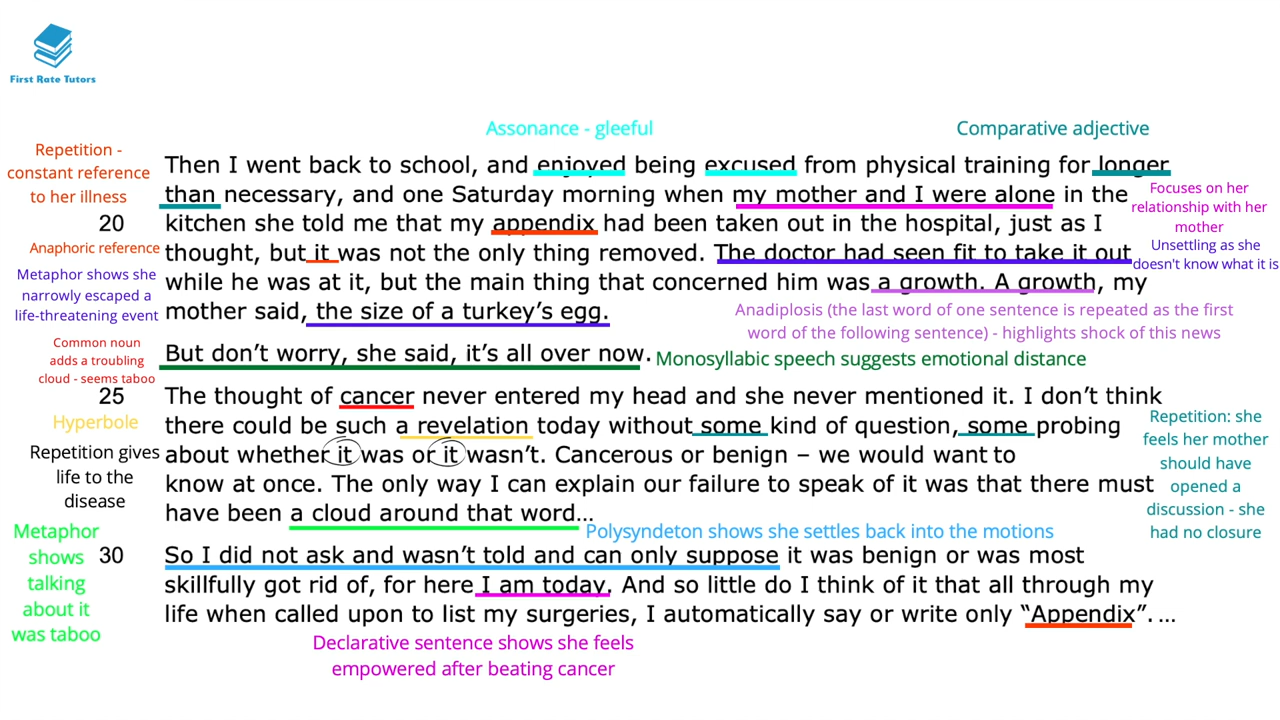 First Rate Tutors
Assonance - gleeful
Comparative adjective
Repetition -
constant reference
to her illness
Then I went back to school, and enjoyed being excused from physical training for longer
than necessary, and one Saturday morning when my mother and I were alone in the
Focuses on her
relationship with her
mother
20
kitchen she told me that my appendix had been taken out in the hospital, just as I
Anaphoric reference
thought, but it was not the only thing removed. The doctor had seen fit to take it out
Unsettling as she
doesn't know what it is
Metaphor shows she
narrowly escaped a
life-threatening event
while he was at it, but the main thing that concerned him was a growth. A growth, my
mother said, the size of a turkey’s egg.
Anadiplosis (the last word of one sentence is repeated as the first
word of the following sentence) - highlights shock of this news
Common noun
adds a troubling
cloud - seems taboo
But don’t worry, she said, it’s all over now.
Monosyllabic speech suggests emotional distance
25
The thought of cancer never entered my head and she never mentioned it. I don’t think
Hyperbole
there could be such a revelation today without some kind of question, some probing
Repetition: she
feels her mother
should have
opened a
discussion - she
had no closure
Repetition gives
life to the
disease
about whether it was or it wasn’t. Cancerous or benign – we would want to
know at once. The only way I can explain our failure to speak of it was that there must
have been a cloud around that word...
Polysyndeton shows she settles back into the motions
Metaphor
shows
talking
about it
was taboo
30
So I did not ask and wasn’t told and can only suppose it was benign or was most
skillfully got rid of, for here I am today. And so little do I think of it that all through my
life when called upon to list my surgeries, I automatically say or write only “Appendix”. ...
Declarative sentence shows she feels
empowered after beating cancer